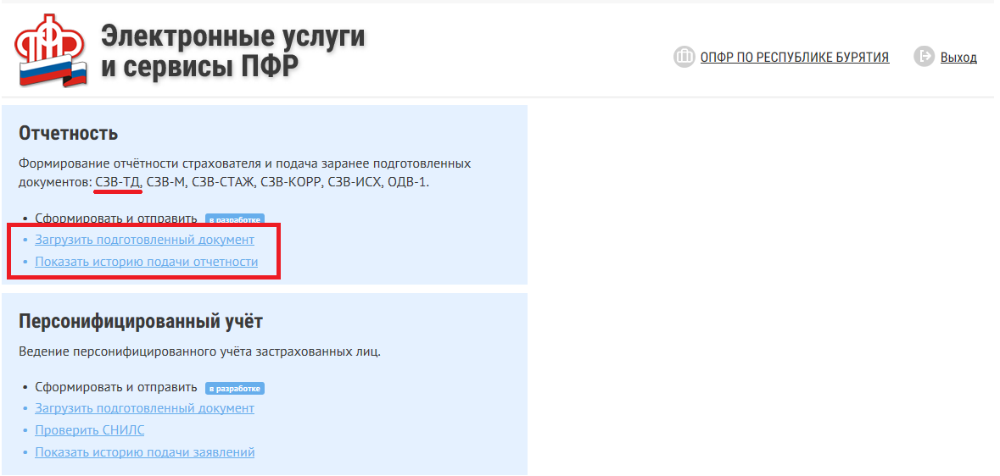 Электронные услуги
и сервисы ПФР
ОПФР ПО РЕСПУБЛИКЕ БУРЯТИЯ
Выход
Отчетность
Формирование отчётности страхователя и подача заранее подготовленных
документов: СЗВ-ТД, СЗВ-М, СЗВ-СТАЖ, СЗВ-КОРР, СЗВ-ИСХ, ОДВ-1.
• Сформировать и отправить в разработке
• Загрузить подготовленный документ
• Показать историю подачи отчетности
Персонифицированный учёт
Ведение персонифицированного учёта застрахованных лиц.
• Сформировать и отправить в разработке
• Загрузить подготовленный документ
• Проверить СНИЛС
• Показать историю подачи заявлений